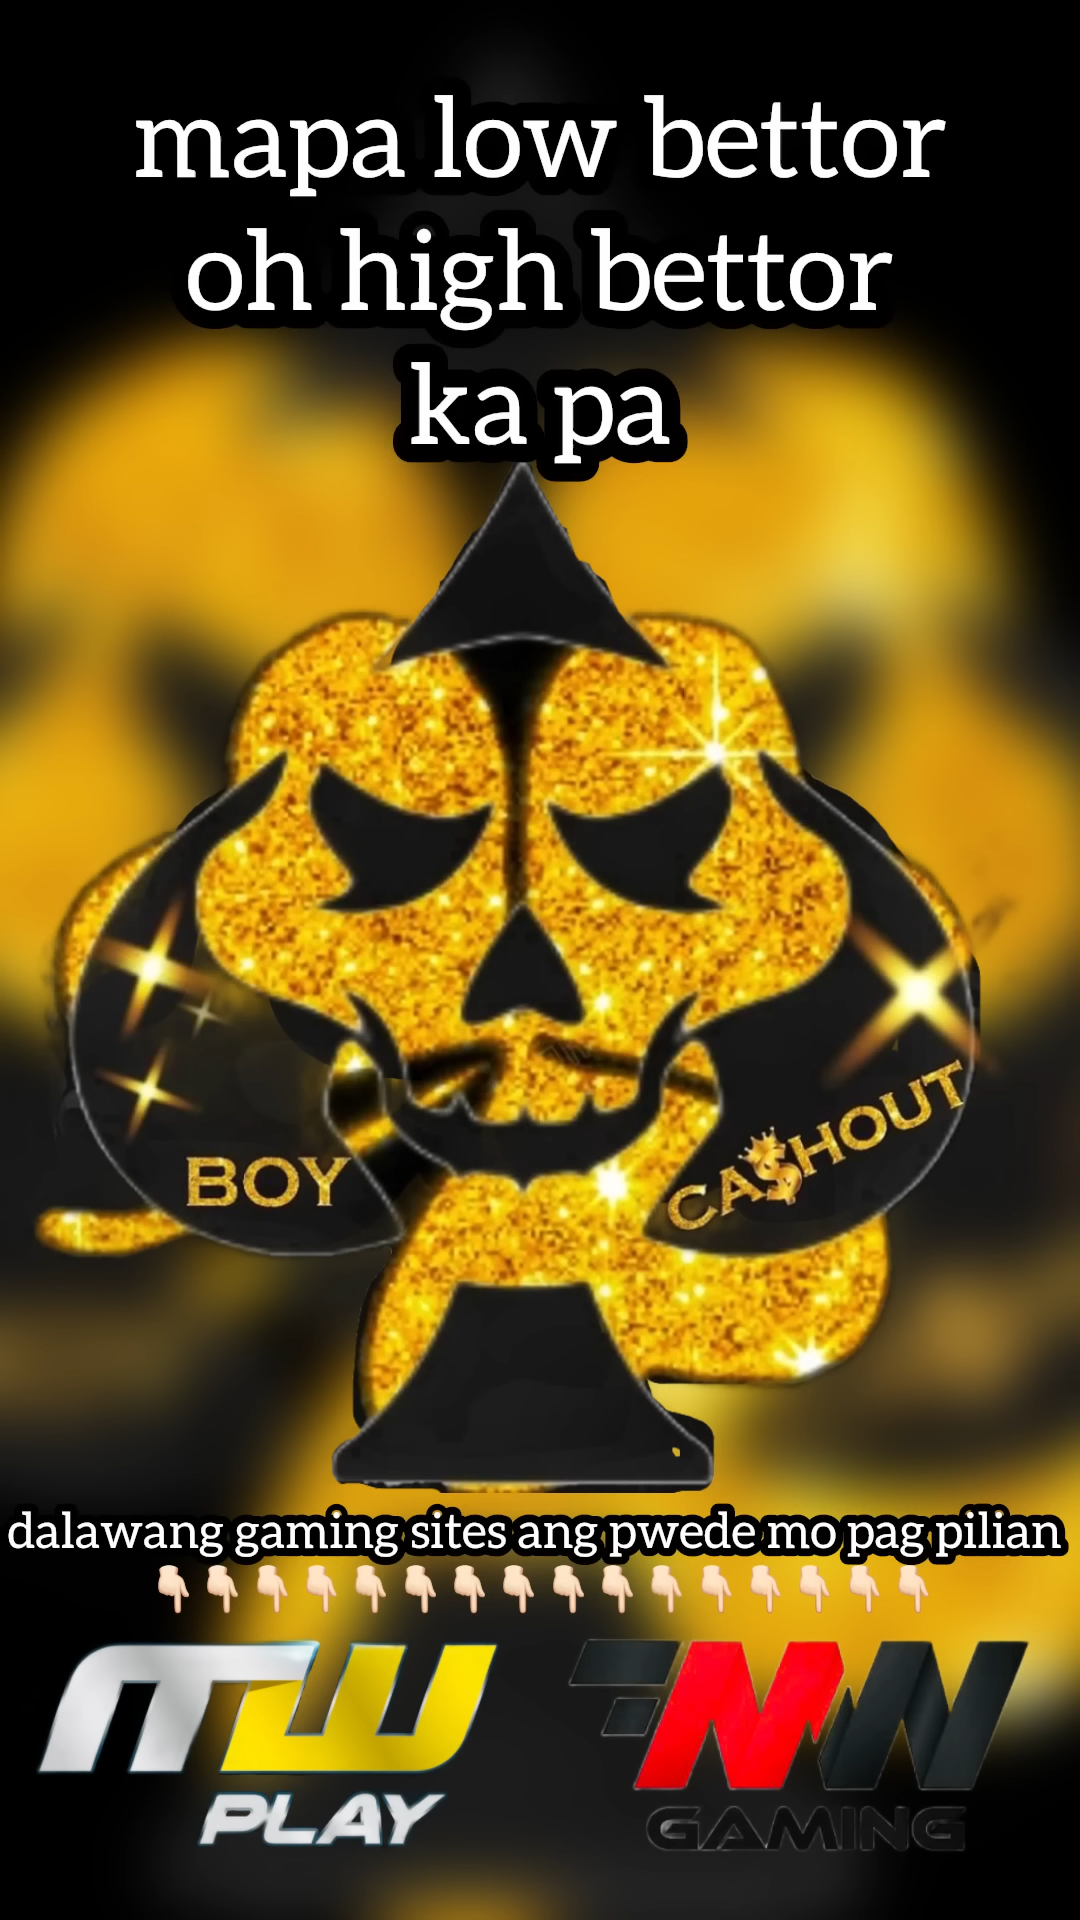 mapa low bettor
oh high bettor
ka pa
BOY
CA$HOUT
dalawang gaming sites ang pwede mo pag pilian
👇🏻👇🏻👇🏻👇🏻👇🏻👇🏻👇🏻👇🏻👇🏻👇🏻👇🏻👇🏻👇🏻👇🏻👇🏻👇🏻
MW
PLAY
GAMING